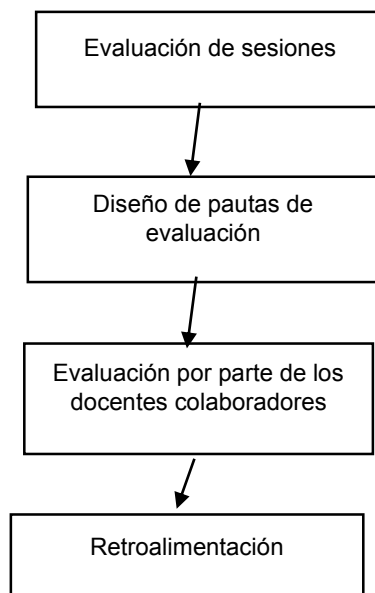 Evaluación de sesiones
Diseño de pautas de
evaluación
Evaluación por parte de los
docentes colaboradores
Retroalimentación